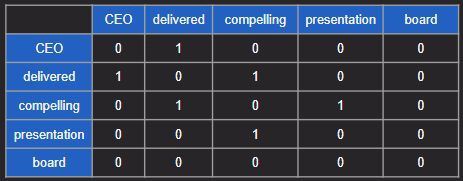 CEO delivered compelling presentation board
CEO 0 1 0 0 0
delivered 1 0 1 0 0
compelling 0 1 0 1 0
presentation 0 0 1 0 0
board 0 0 0 0 0